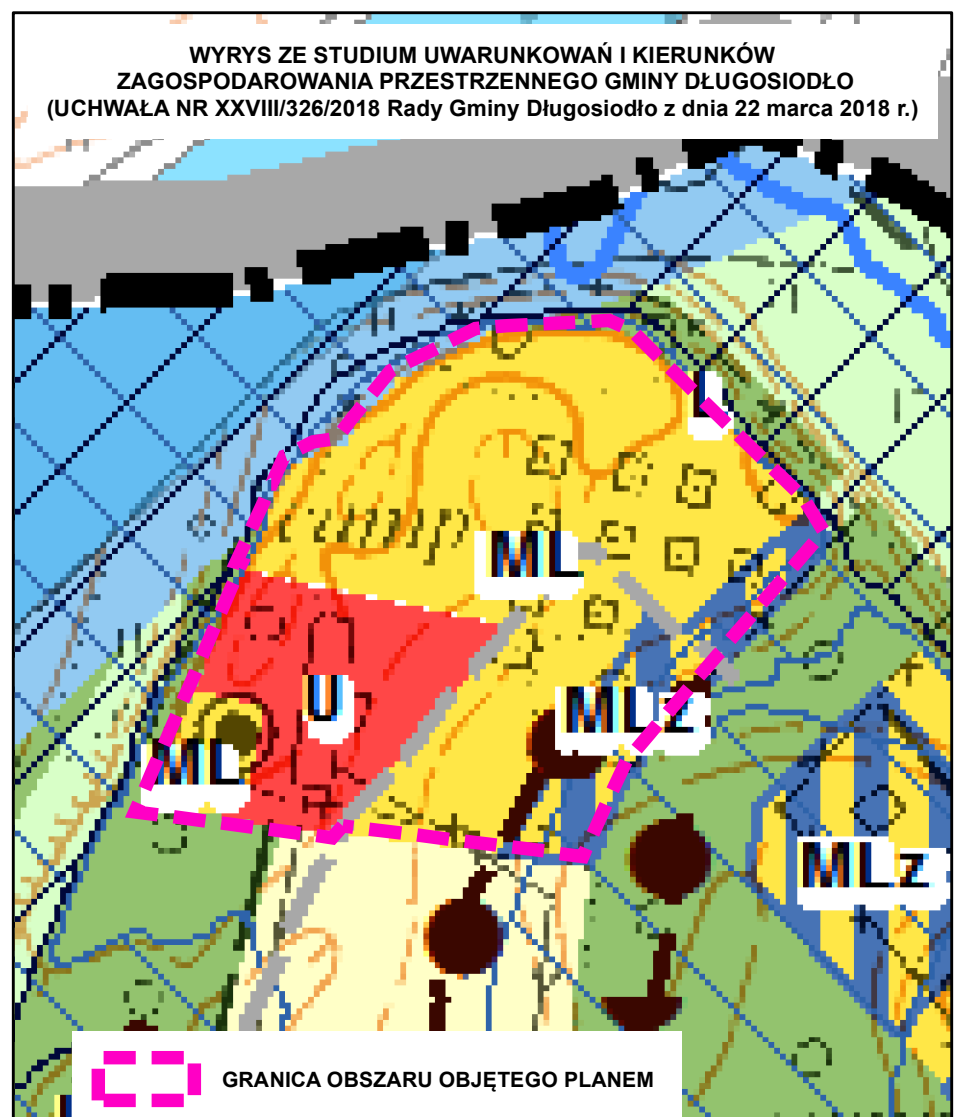 WYRYS ZE STUDIUM UWARUNKOWAŃ I KIERUNKÓW
ZAGOSPODAROWANIA PRZESTRZENNEGO GMINY DŁUGOSIODŁO
(UCHWAŁA NR XXVIII/326/2018 Rady Gminy Długosiodło z dnia 22 marca 2018 r.)
camp
ML
U
MLz
ML
MLz
GRANICA OBSZARU OBJĘTEGO PLANEM